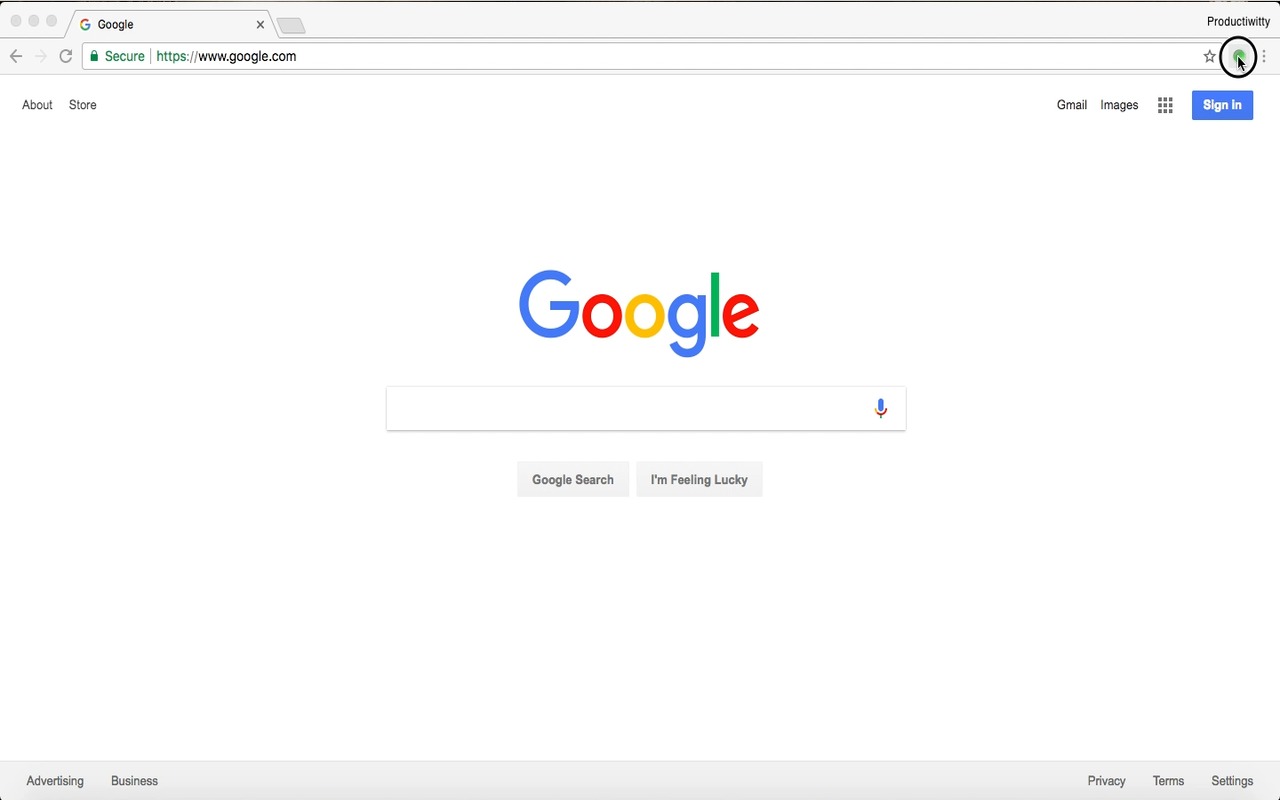 Google
Productiwitty
Secure
https://www.google.com
About Store
Gmail Images Sign in
Google
Google Search I'm Feeling Lucky
Advertising Business
Privacy Terms Settings